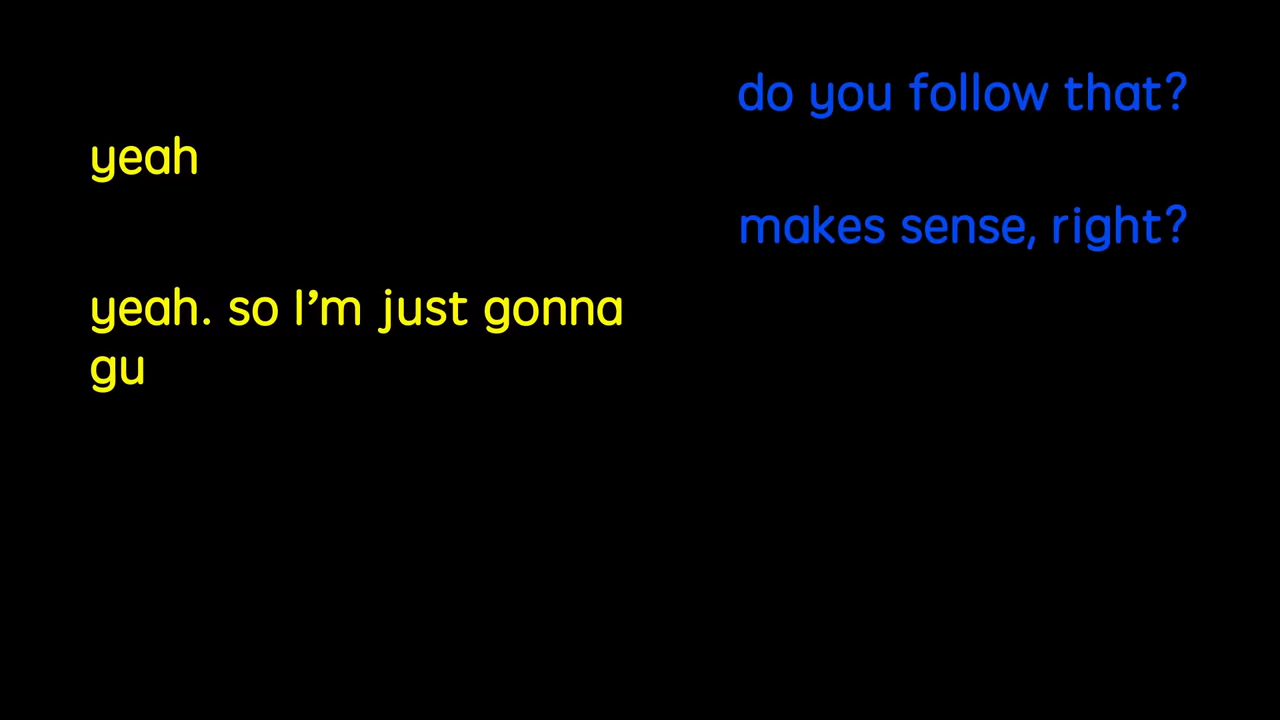 do you follow that?
yeah
makes sense, right?
yeah. so I’m just gonna
gu